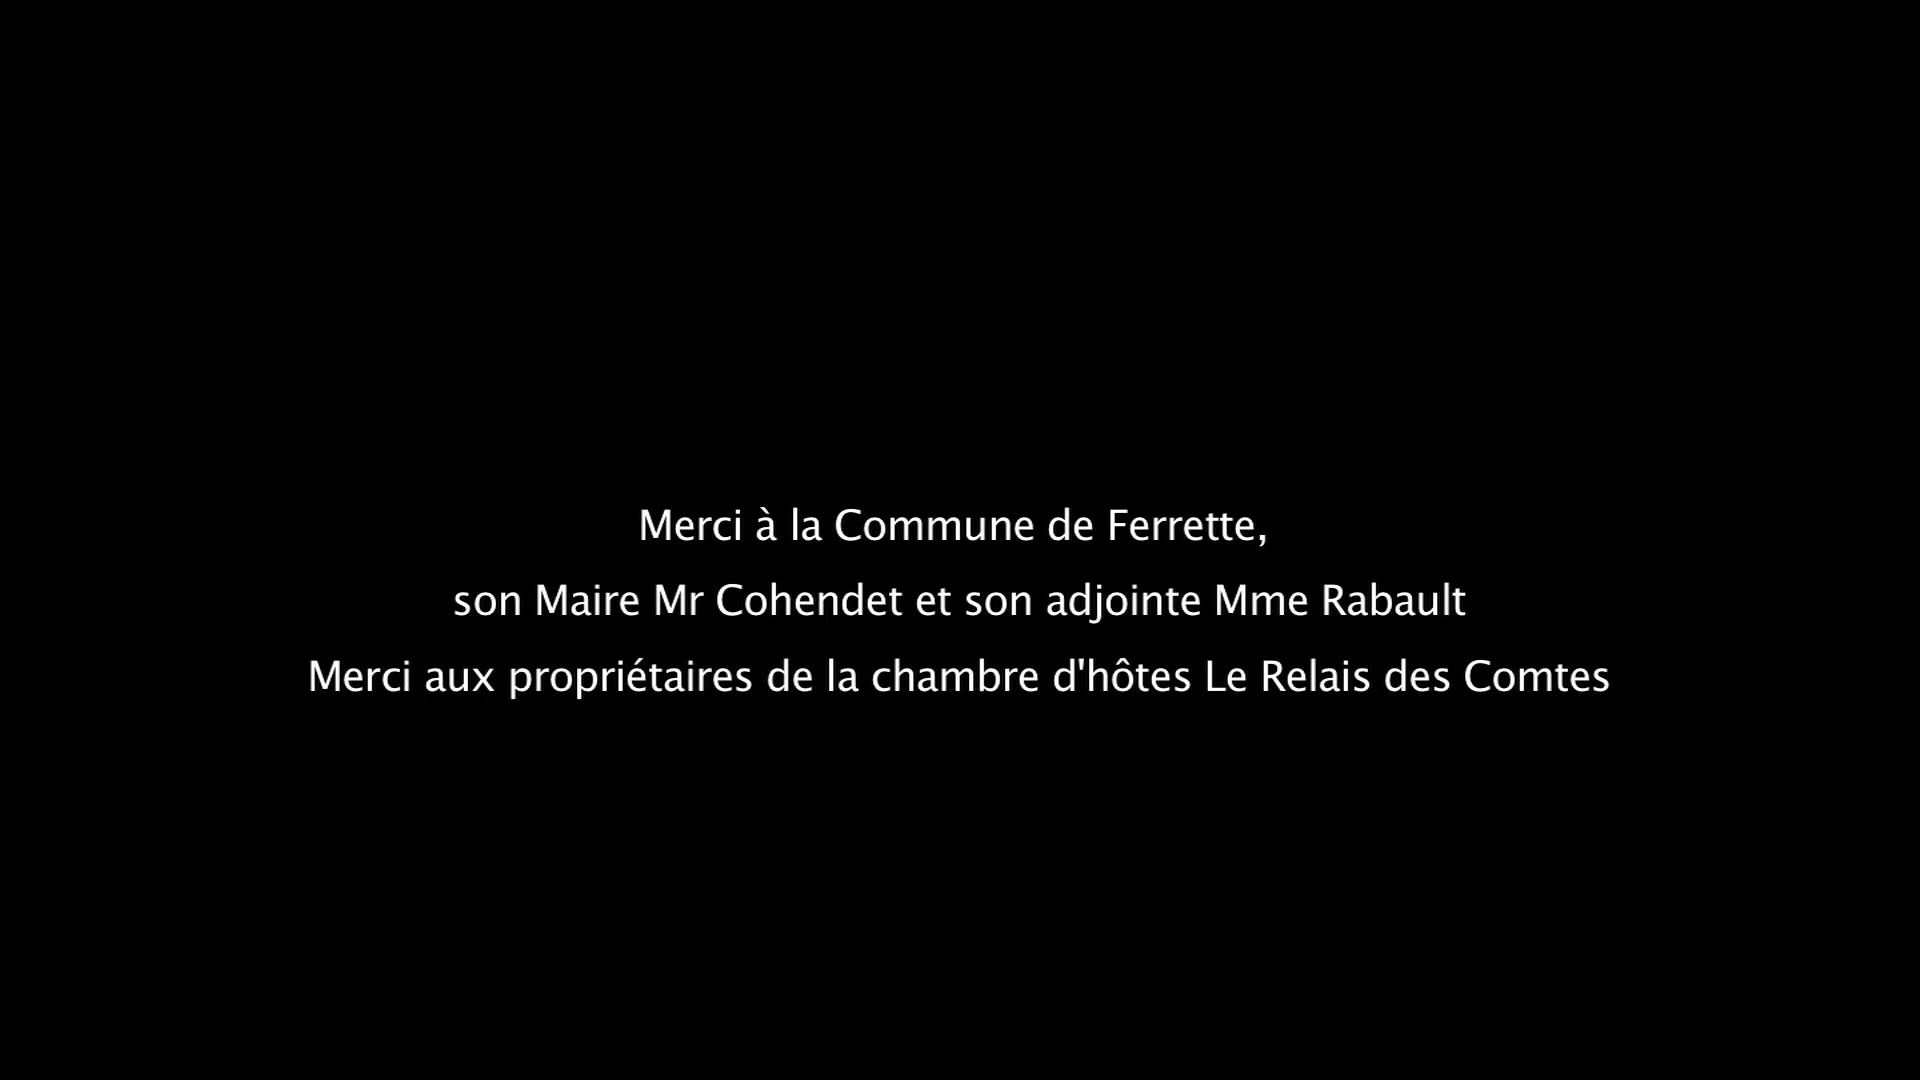 Merci à la Commune de Ferrette,
son Maire Mr Cohendet et son adjointe Mme Rabault
Merci aux propriétaires de la chambre d'hôtes Le Relais des Comtes